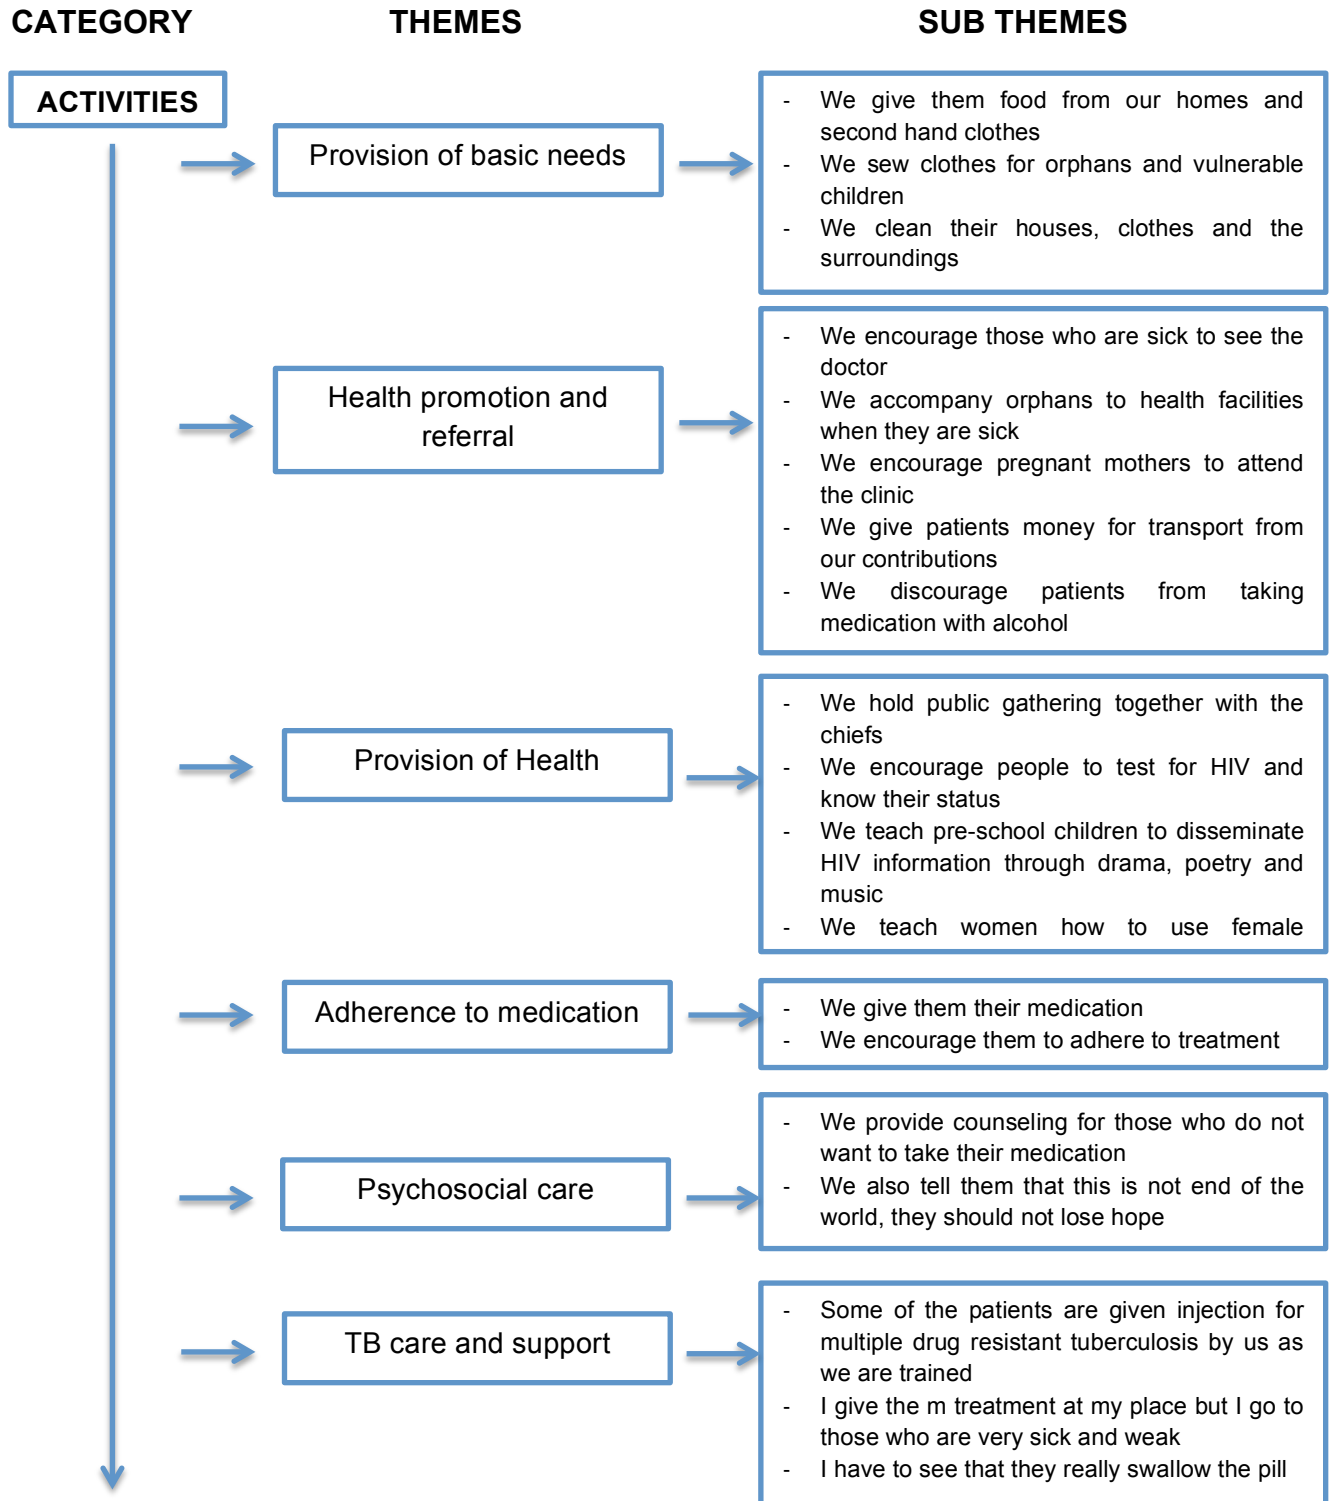 CATEGORY THEMES SUB THEMES
ACTIVITIES
Provision of basic needs
- We give them food from our homes and
second hand clothes
- We sew clothes for orphans and vulnerable
children
- We clean their houses, clothes and the
surroundings
Health promotion and
referral
- We encourage those who are sick to see the
doctor
- We accompany orphans to health facilities
when they are sick
- We encourage pregnant mothers to attend
the clinic
- We give patients money for transport from
our contributions
- We discourage patients from taking
medication with alcohol
Provision of Health
- We hold public gathering together with the
chiefs
- We encourage people to test for HIV and
know their status
- We teach pre-school children to disseminate
HIV information through drama, poetry and
music
- We teach women how to use female
Adherence to medication
- We give them their medication
- We encourage them to adhere to treatment
Psychosocial care
- We provide counseling for those who do not
want to take their medication
- We also tell them that this is not end of the
world, they should not lose hope
TB care and support
- Some of the patients are given injection for
multiple drug resistant tuberculosis by us as
we are trained
- I give the m treatment at my place but I go to
those who are very sick and weak
- I have to see that they really swallow the pill